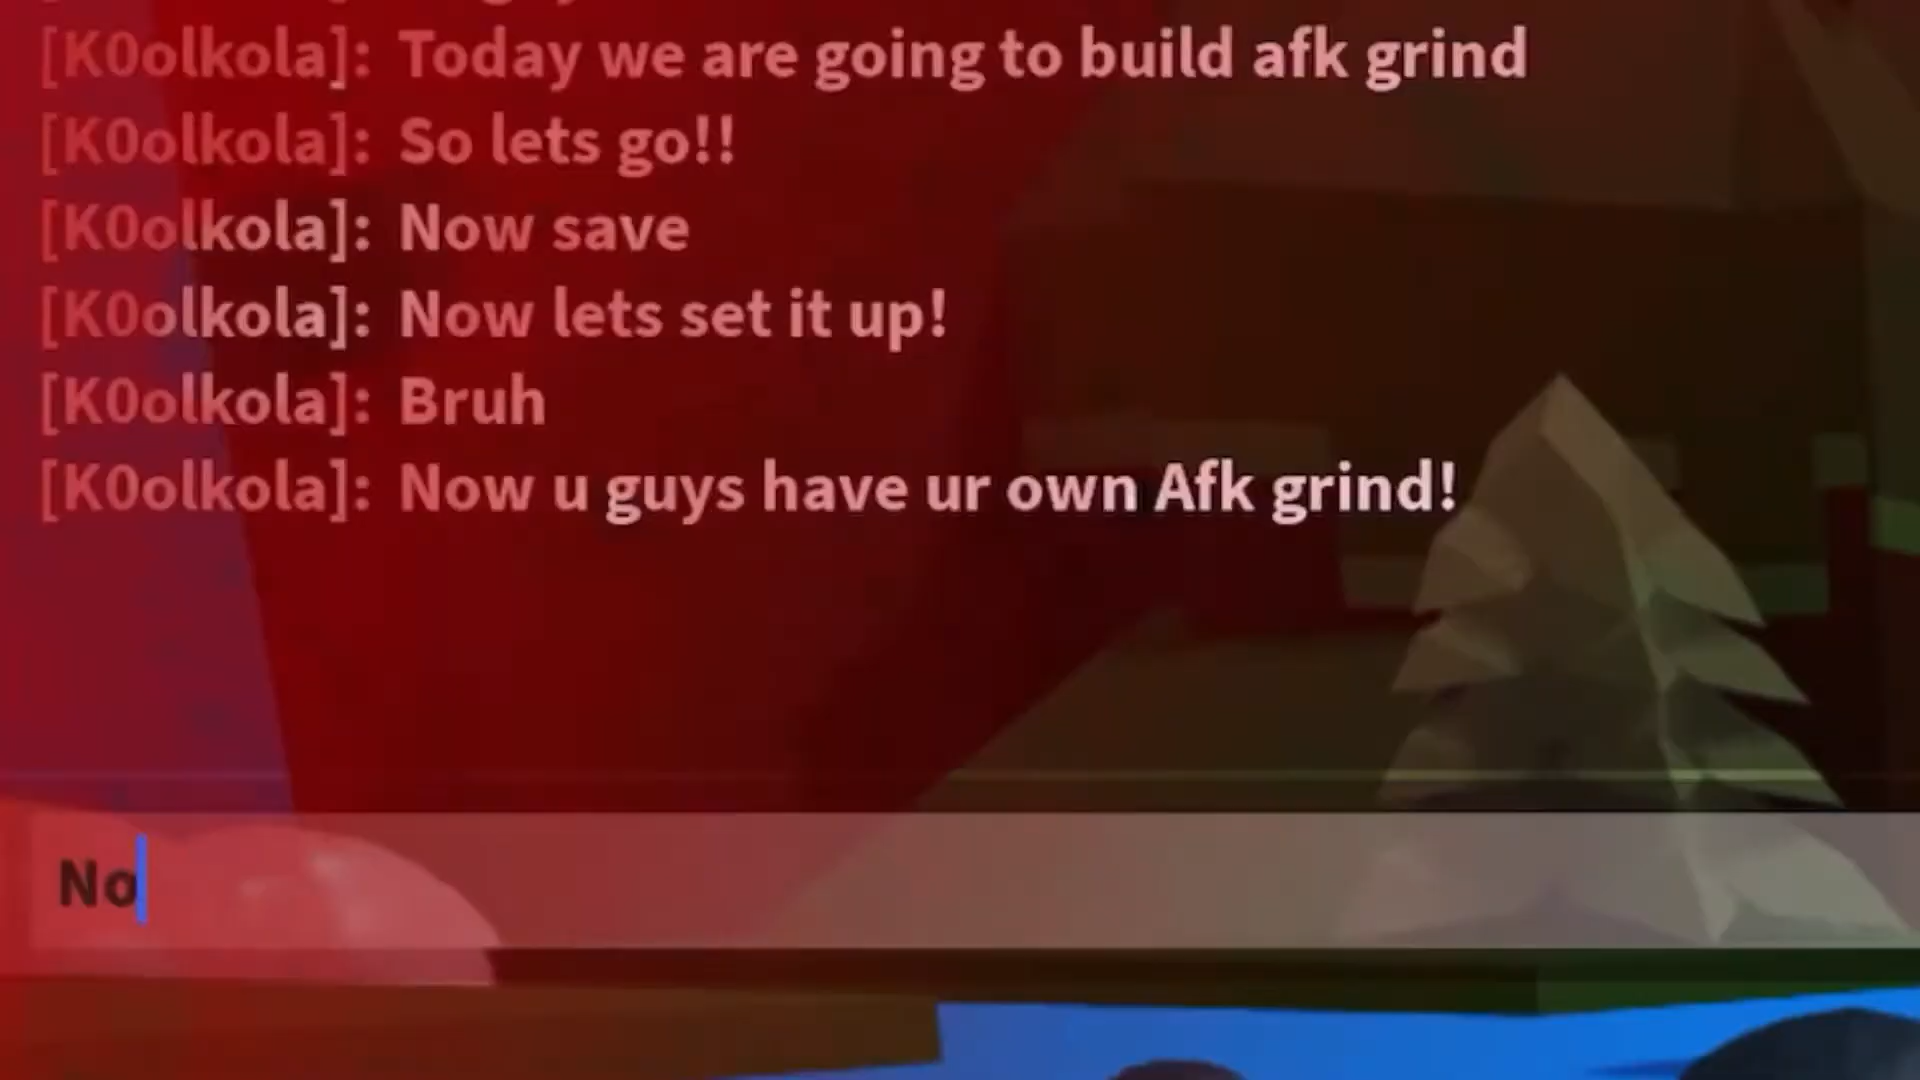 [K0olkola]: Today we are going to build afk grind
[K0olkola]: So lets go!!
[K0olkola]: Now save
[K0olkola]: Now lets set it up!
[K0olkola]: Bruh
[K0olkola]: Now u guys have ur own Afk grind!
No